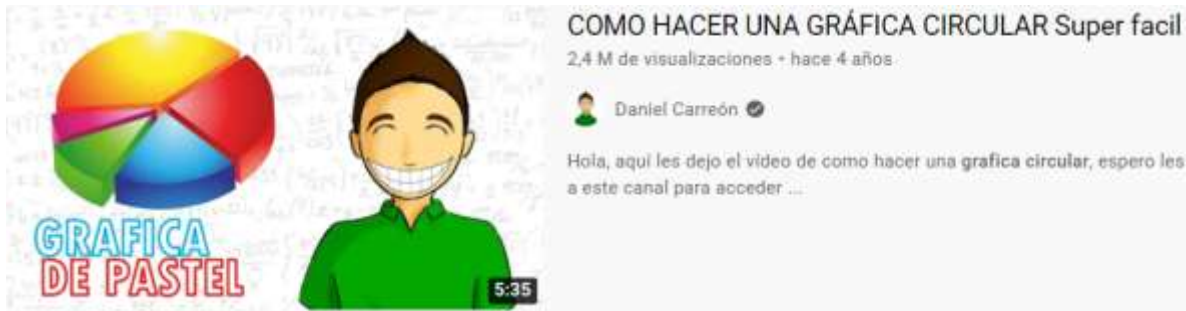 GRAFICA
DE PASTEL
5:35
COMO HACER UNA GRÁFICA CIRCULAR Super facil
2,4 M de visualizaciones • hace 4 años
Daniel Carreón
Hola, aquí les dejo el vídeo de como hacer una grafica circular, espero les
a este canal para acceder ...